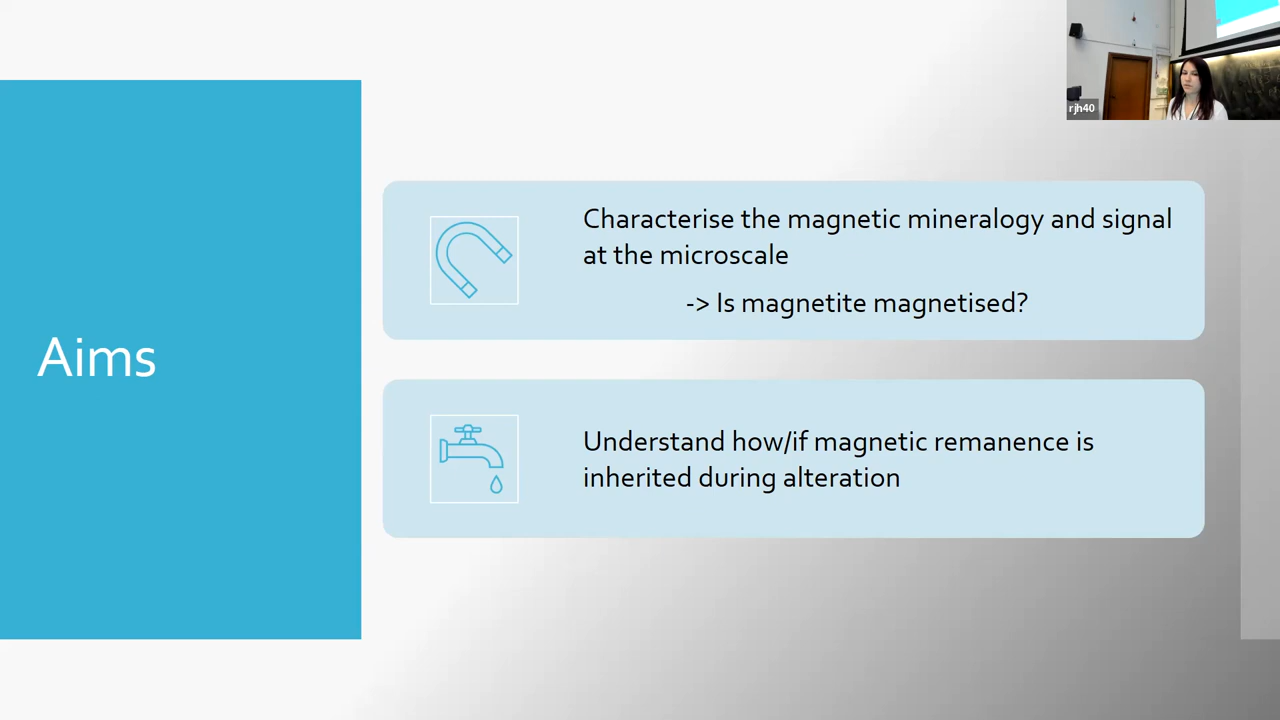 rjh40
Aims
Characterise the magnetic mineralogy and signal
at the microscale
-> Is magnetite magnetised?
Understand how/if magnetic remanence is
inherited during alteration